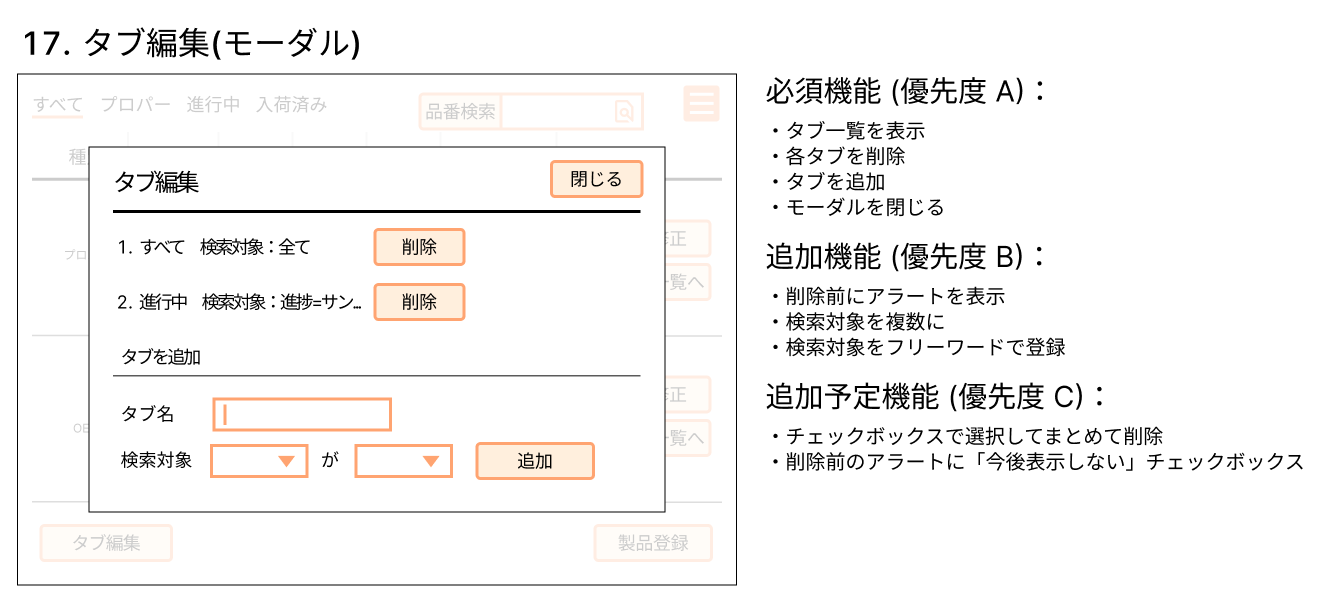 17. タブ編集(モーダル)
すべて プロパー 進行中 入荷済み
品番検索
種
タブ編集
閉じる
1. すべて 検索対象：全て 削除
プロ
正
覧へ
2. 進行中 検索対象：進捗=サン... 削除
タブを追加
正
タブ名
OE
覧へ
検索対象 が 追加
タブ編集
製品登録
必須機能 (優先度 A)：
・タブ一覧を表示
・各タブを削除
・タブを追加
・モーダルを閉じる
追加機能 (優先度 B)：
・削除前にアラートを表示
・検索対象を複数に
・検索対象をフリーワードで登録
追加予定機能 (優先度 C)：
・チェックボックスで選択してまとめて削除
・削除前のアラートに「今後表示しない」チェックボックス